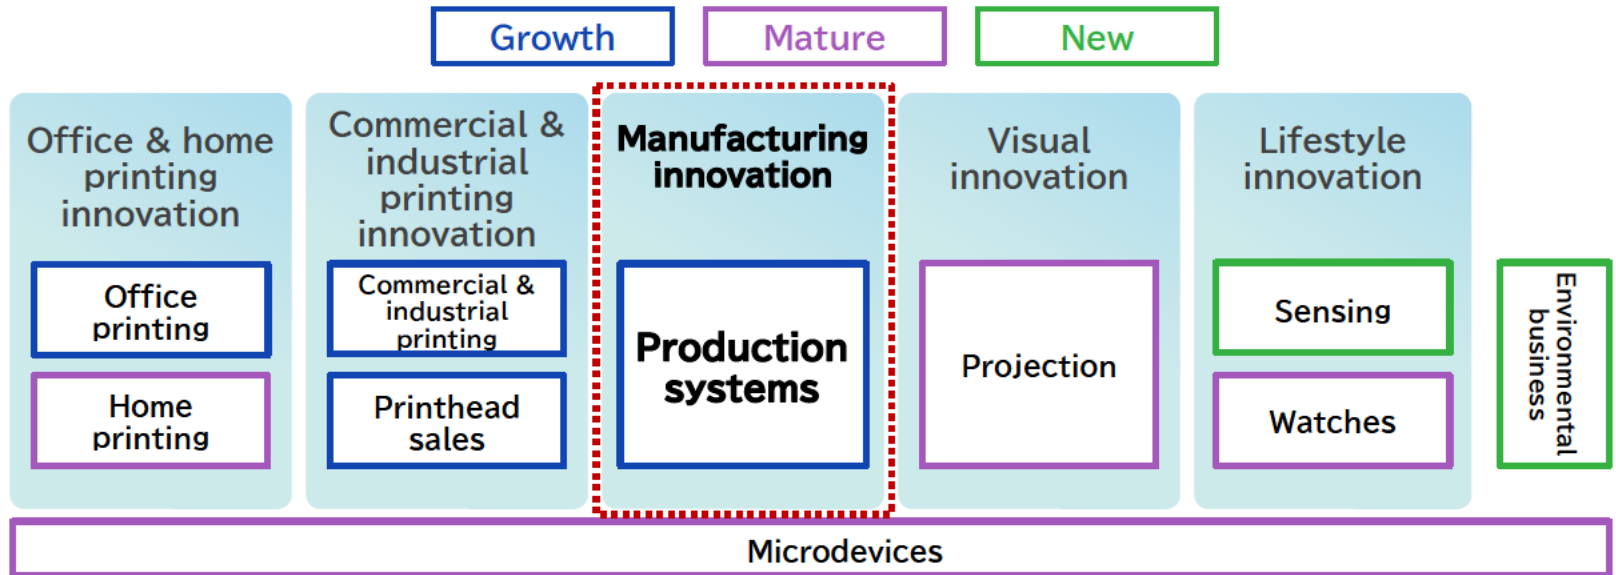 Growth
Mature
New
Office & home
printing
innovation
Office
printing
Home
printing
Commercial &
industrial
printing
innovation
Commercial &
industrial
printing
Printhead
sales
Manufacturing
innovation
Production
systems
Visual
innovation
Projection
Lifestyle
innovation
Sensing
Watches
Environmental
business
Microdevices